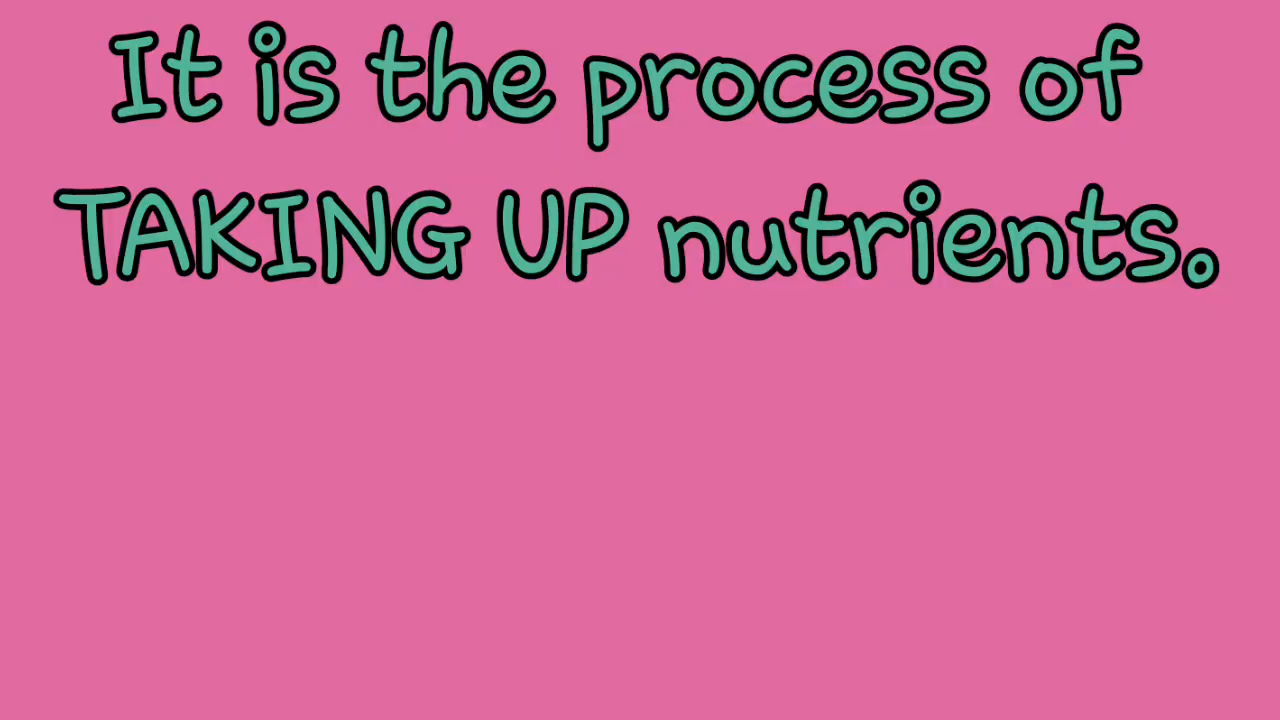 It is the process of
TAKING UP nutrients.